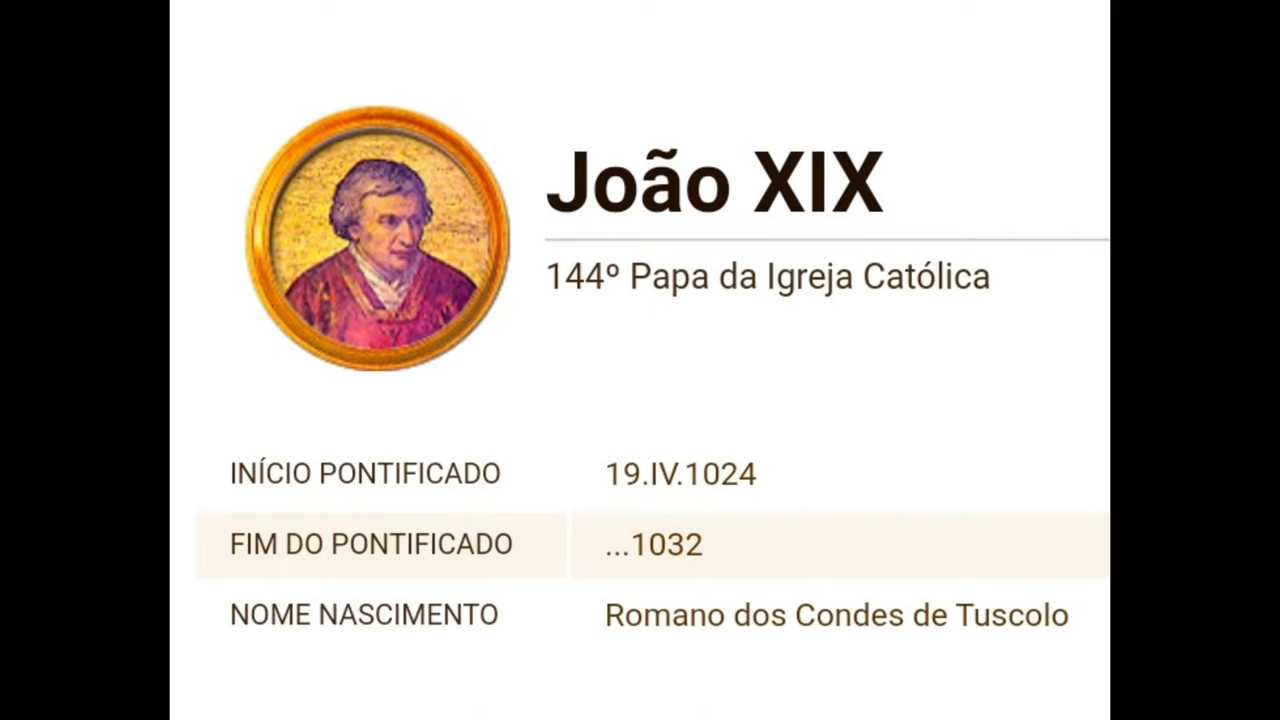 João XIX
144º Papa da Igreja Católica
INÍCIO PONTIFICADO 19.IV.1024
FIM DO PONTIFICADO ...1032
NOME NASCIMENTO Romano dos Condes de Tuscolo